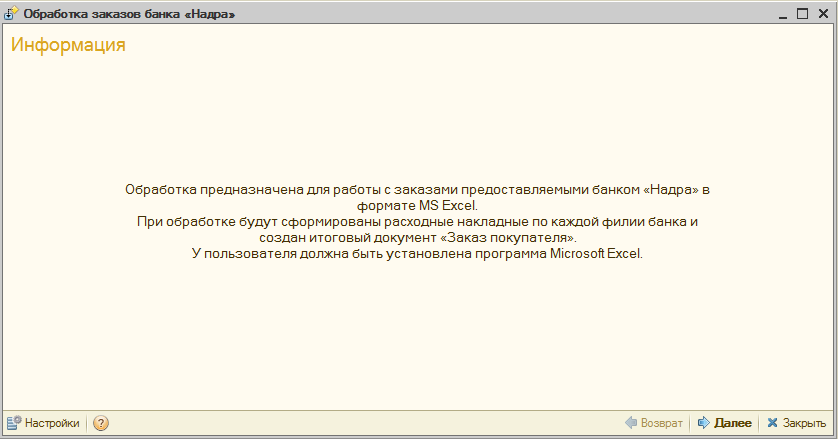 Обработка заказов банка «Надра»
Информация
Обработка предназначена для работы с заказами предоставляемыми банком «Надра» в
формате MS Excel.
При обработке будут сформированы расходные накладные по каждой филии банка и
создан итоговый документ «Заказ покупателя».
У пользователя должна быть установлена программа Microsoft Excel.
Настройки ? Возврат Далее Закрыть